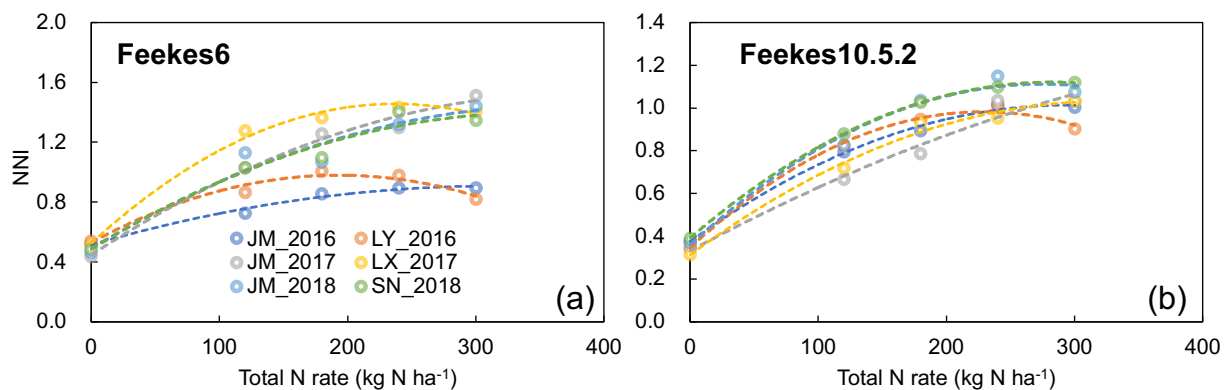 Feekes6
NNI
2.0
1.6
1.2
0.8
0.4
0.0
JM_2016 LY_2016
JM_2017 LX_2017
JM_2018 SN_2018
(a)
0 100 200 300 400
Total N rate (kg N ha⁻¹)
Feekes10.5.2
1.4
1.2
1.0
0.8
0.6
0.4
0.2
0.0
(b)
0 100 200 300 400
Total N rate (kg N ha⁻¹)